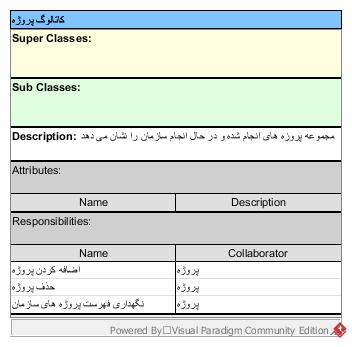 کاتالوگ پروژه
Super Classes:
Sub Classes:
Description: مجموعه پروزه های انجام شده و در حال انجام سازمان را نشان می دهد
Attributes:
Name Description
Responsibilities:
Name Collaborator
اضافه کردن پروژه پروژه
حذف پروژه پروژه
نگهداری فهرست پروژه های سازمان پروژه
Powered By□Visual Paradigm Community Edition